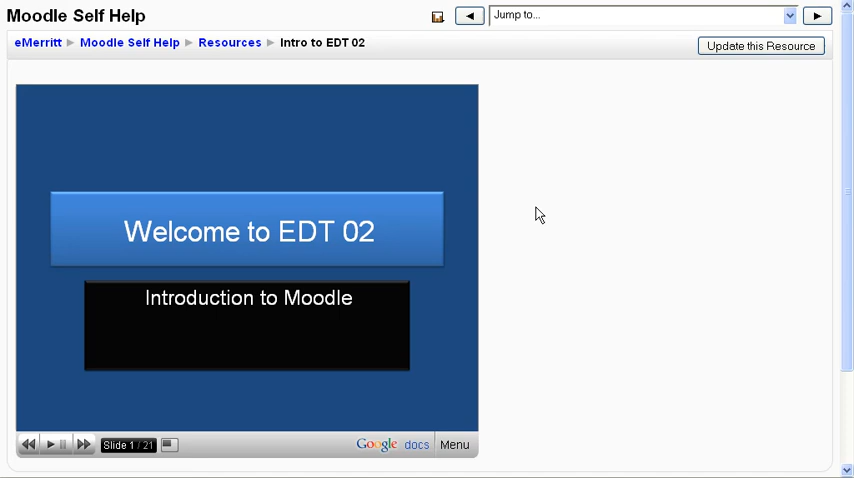 Moodle Self Help
Jump to...
eMerritt ► Moodle Self Help ► Resources ► Intro to EDT 02
Update this Resource
Welcome to EDT 02
Introduction to Moodle
Slide 1 / 21
Google docs
Menu